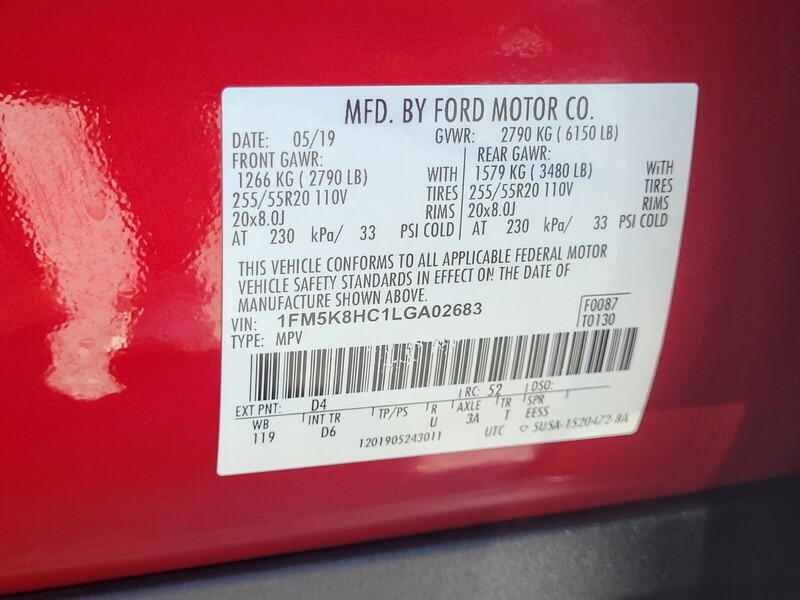 MFD. BY FORD MOTOR CO.
DATE: 05/19 GVWR: 2790 KG ( 6150 LB)
FRONT GAWR: REAR GAWR:
1266 KG ( 2790 LB) WITH 1579 KG ( 3480 LB) WiTH
255/55R20 110V TIRES 255/55R20 110V TIRES
20x8.0J RIMS 20x8.0J RIMS
AT 230 kPa/ 33 PSI COLD AT 230 kPa/ 33 PSI COLD
THIS VEHICLE CONFORMS TO ALL APPLICABLE FEDERAL MOTOR
VEHICLE SAFETY STANDARDS IN EFFECT ON THE DATE OF
MANUFACTURE SHOWN ABOVE.
VIN: 1FM5K8HC1LGA02683 F0087
TYPE: MPV T0130
EXT PNT: D4 RC: 52 DSO:
WB INT TR TP/PS R AXLE TR SPR
119 D6 U 3A T EESS
1201905243011 UTC ▽ 5U5A-1520472-BA